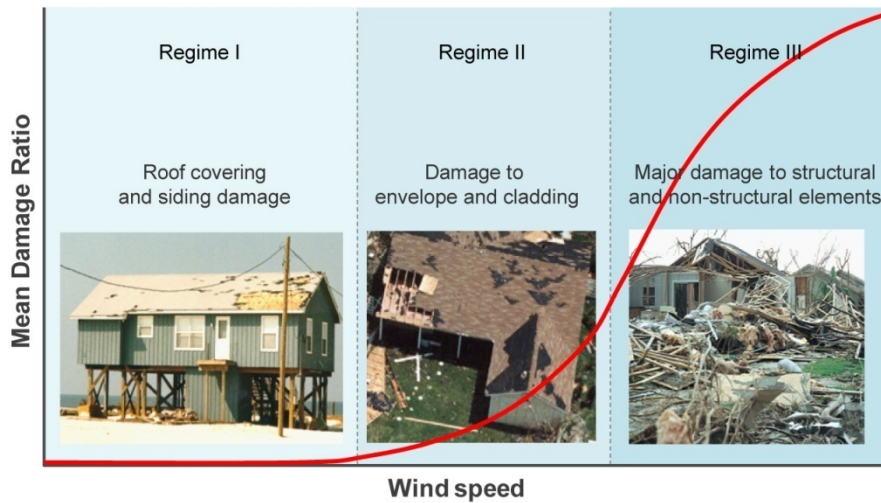 Regime I
Regime II
Regime III
Mean Damage Ratio
Roof covering
and siding damage
Damage to
envelope and cladding
Major damage to structural
and non-structural elements
Wind speed